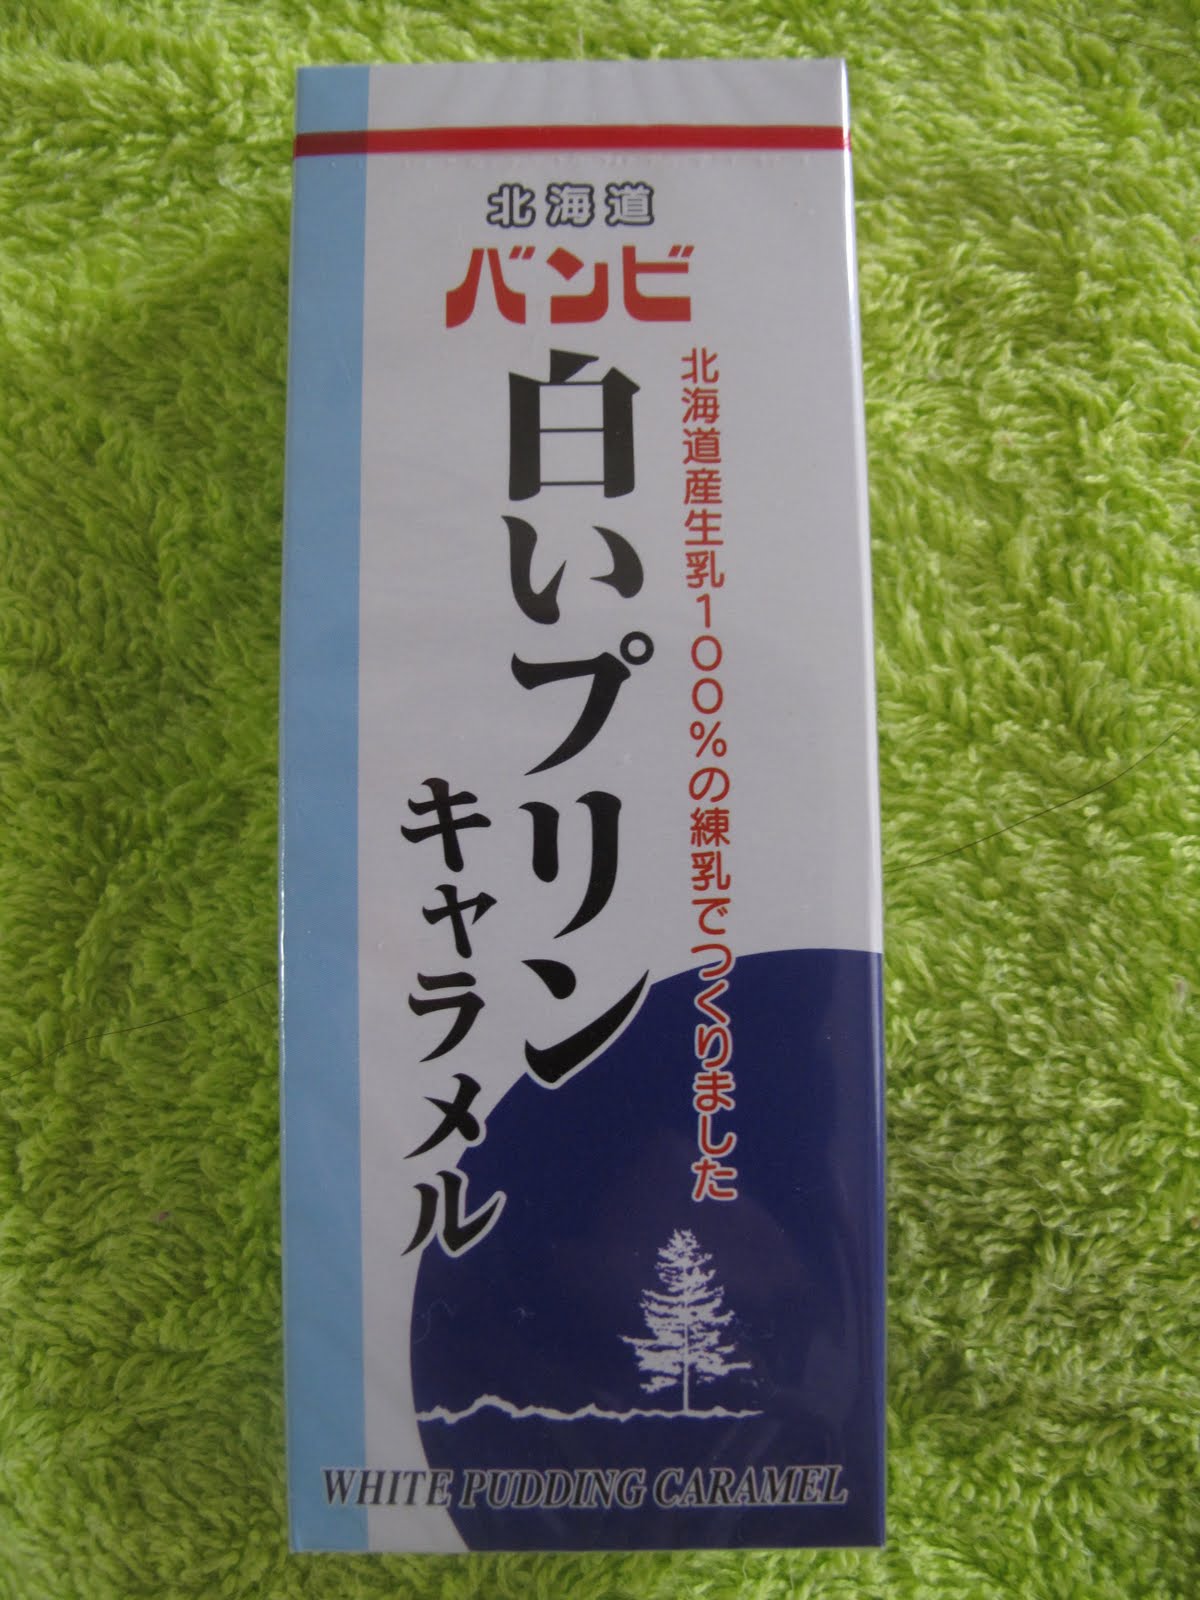 北海道
バンビ
北海道産生乳100%の練乳でつくりました
白いプリン
キャラメル
WHITE PUDDING CARAMEL